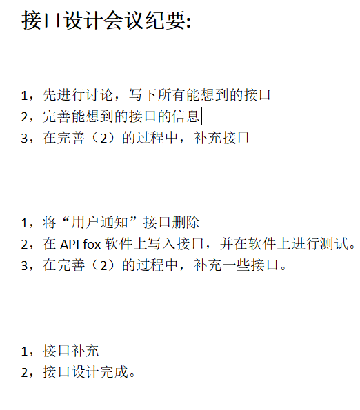 接口设计会议纪要:
1，先进行讨论，写下所有能想到的接口
2，完善能想到的接口的信息
3，在完善（2）的过程中，补充接口
1，将“用户通知”接口删除
2，在 API fox 软件上写入接口，并在软件上进行测试。
3，在完善（2）的过程中，补充一些接口。
1，接口补充
2，接口设计完成。